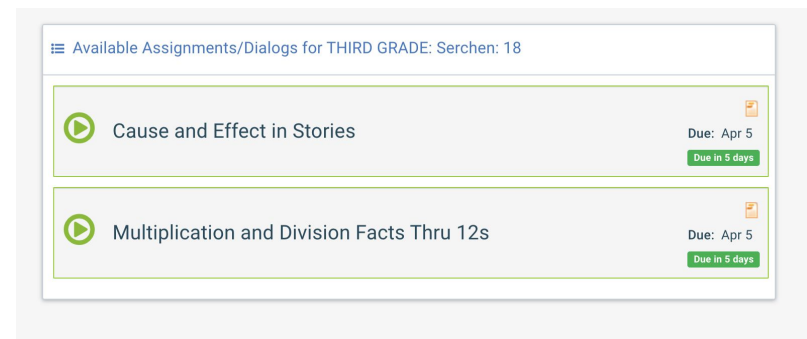 Available Assignments/Dialogs for THIRD GRADE: Serchen: 18
Cause and Effect in Stories
Due: Apr 5
Due in 5 days
Multiplication and Division Facts Thru 12s
Due: Apr 5
Due in 5 days